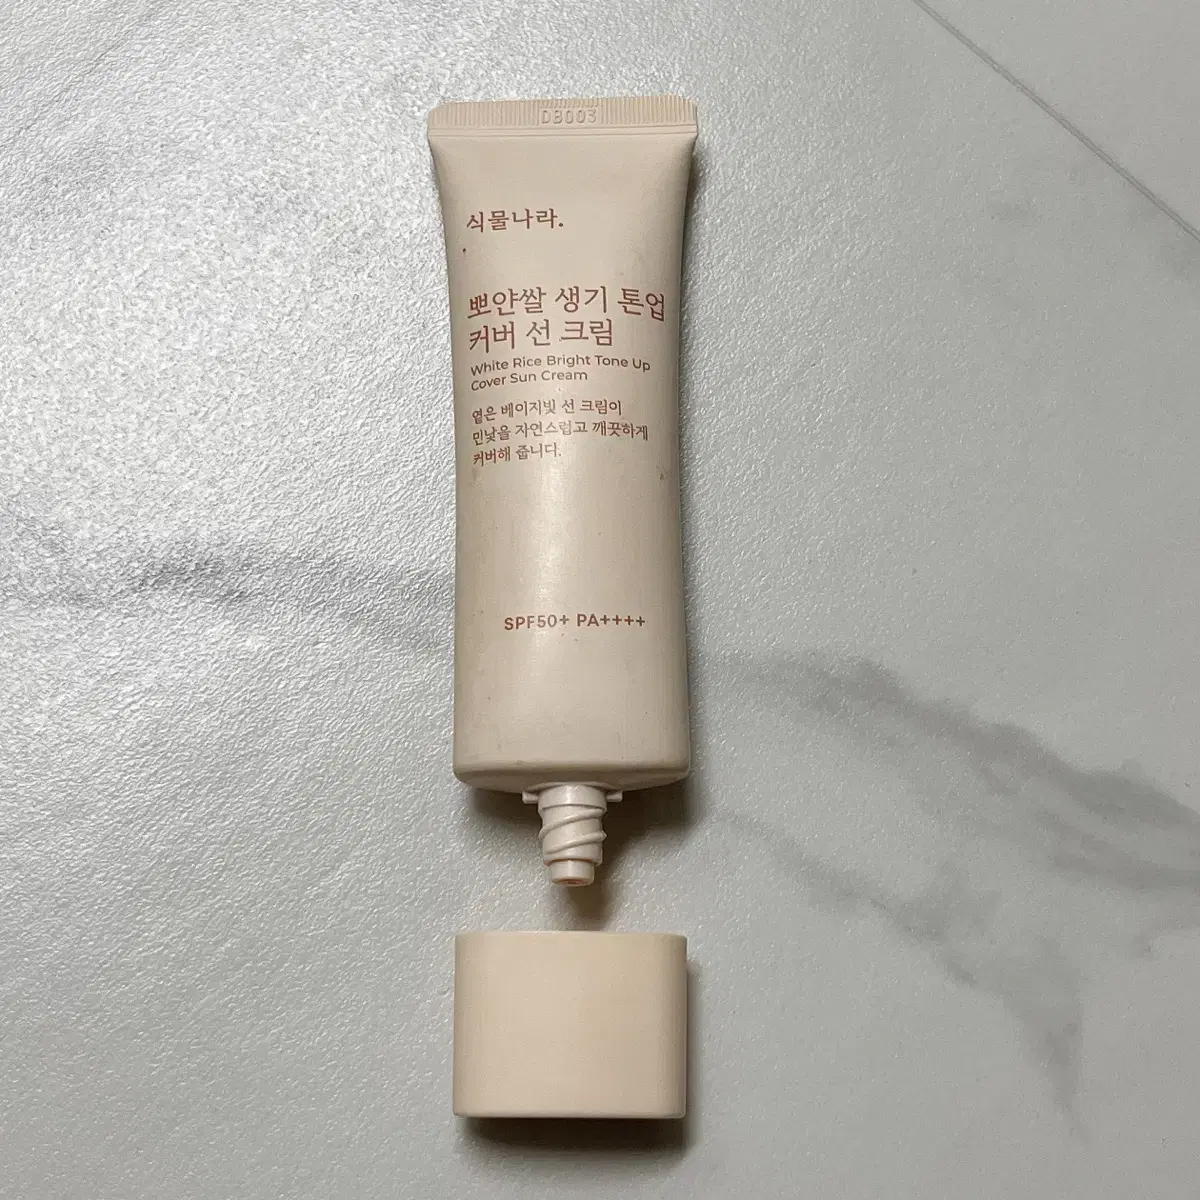 DB003
식물나라.
뽀얀쌀 생기 톤업
커버 선 크림
White Rice Bright Tone Up
Cover Sun Cream
옅은 베이지빛 선 크림이
민낯을 자연스럽고 깨끗하게
커버해 줍니다.
SPF50+ PA++++